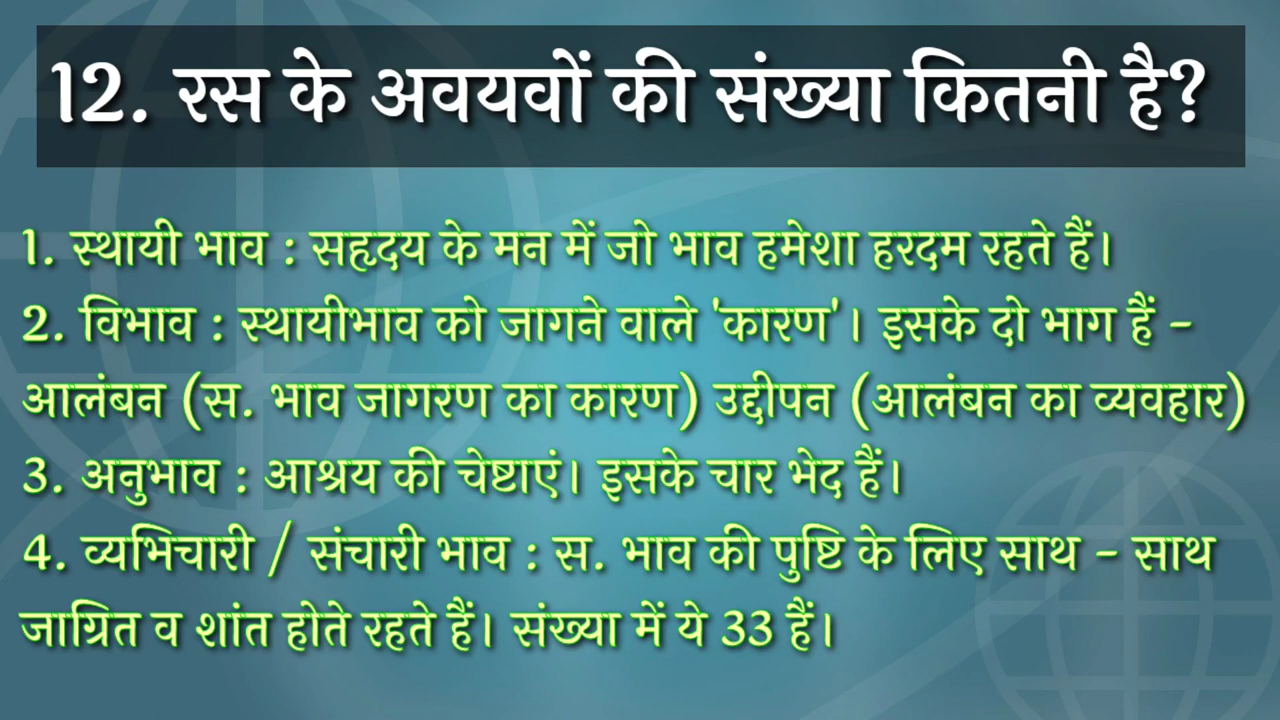 12. रस के अवयवों की संख्या कितनी है?
1. स्थायी भाव : सहृदय के मन में जो भाव हमेशा हरदम रहते हैं।
2. विभाव : स्थायीभाव को जागने वाले 'कारण'। इसके दो भाग हैं -
आलंबन (स. भाव जागरण का कारण) उद्दीपन (आलंबन का व्यवहार)
3. अनुभाव : आश्रय की चेष्टाएं। इसके चार भेद हैं।
4. व्यभिचारी / संचारी भाव : स. भाव की पुष्टि के लिए साथ - साथ
जाग्रित व शांत होते रहते हैं। संख्या में ये 33 हैं।